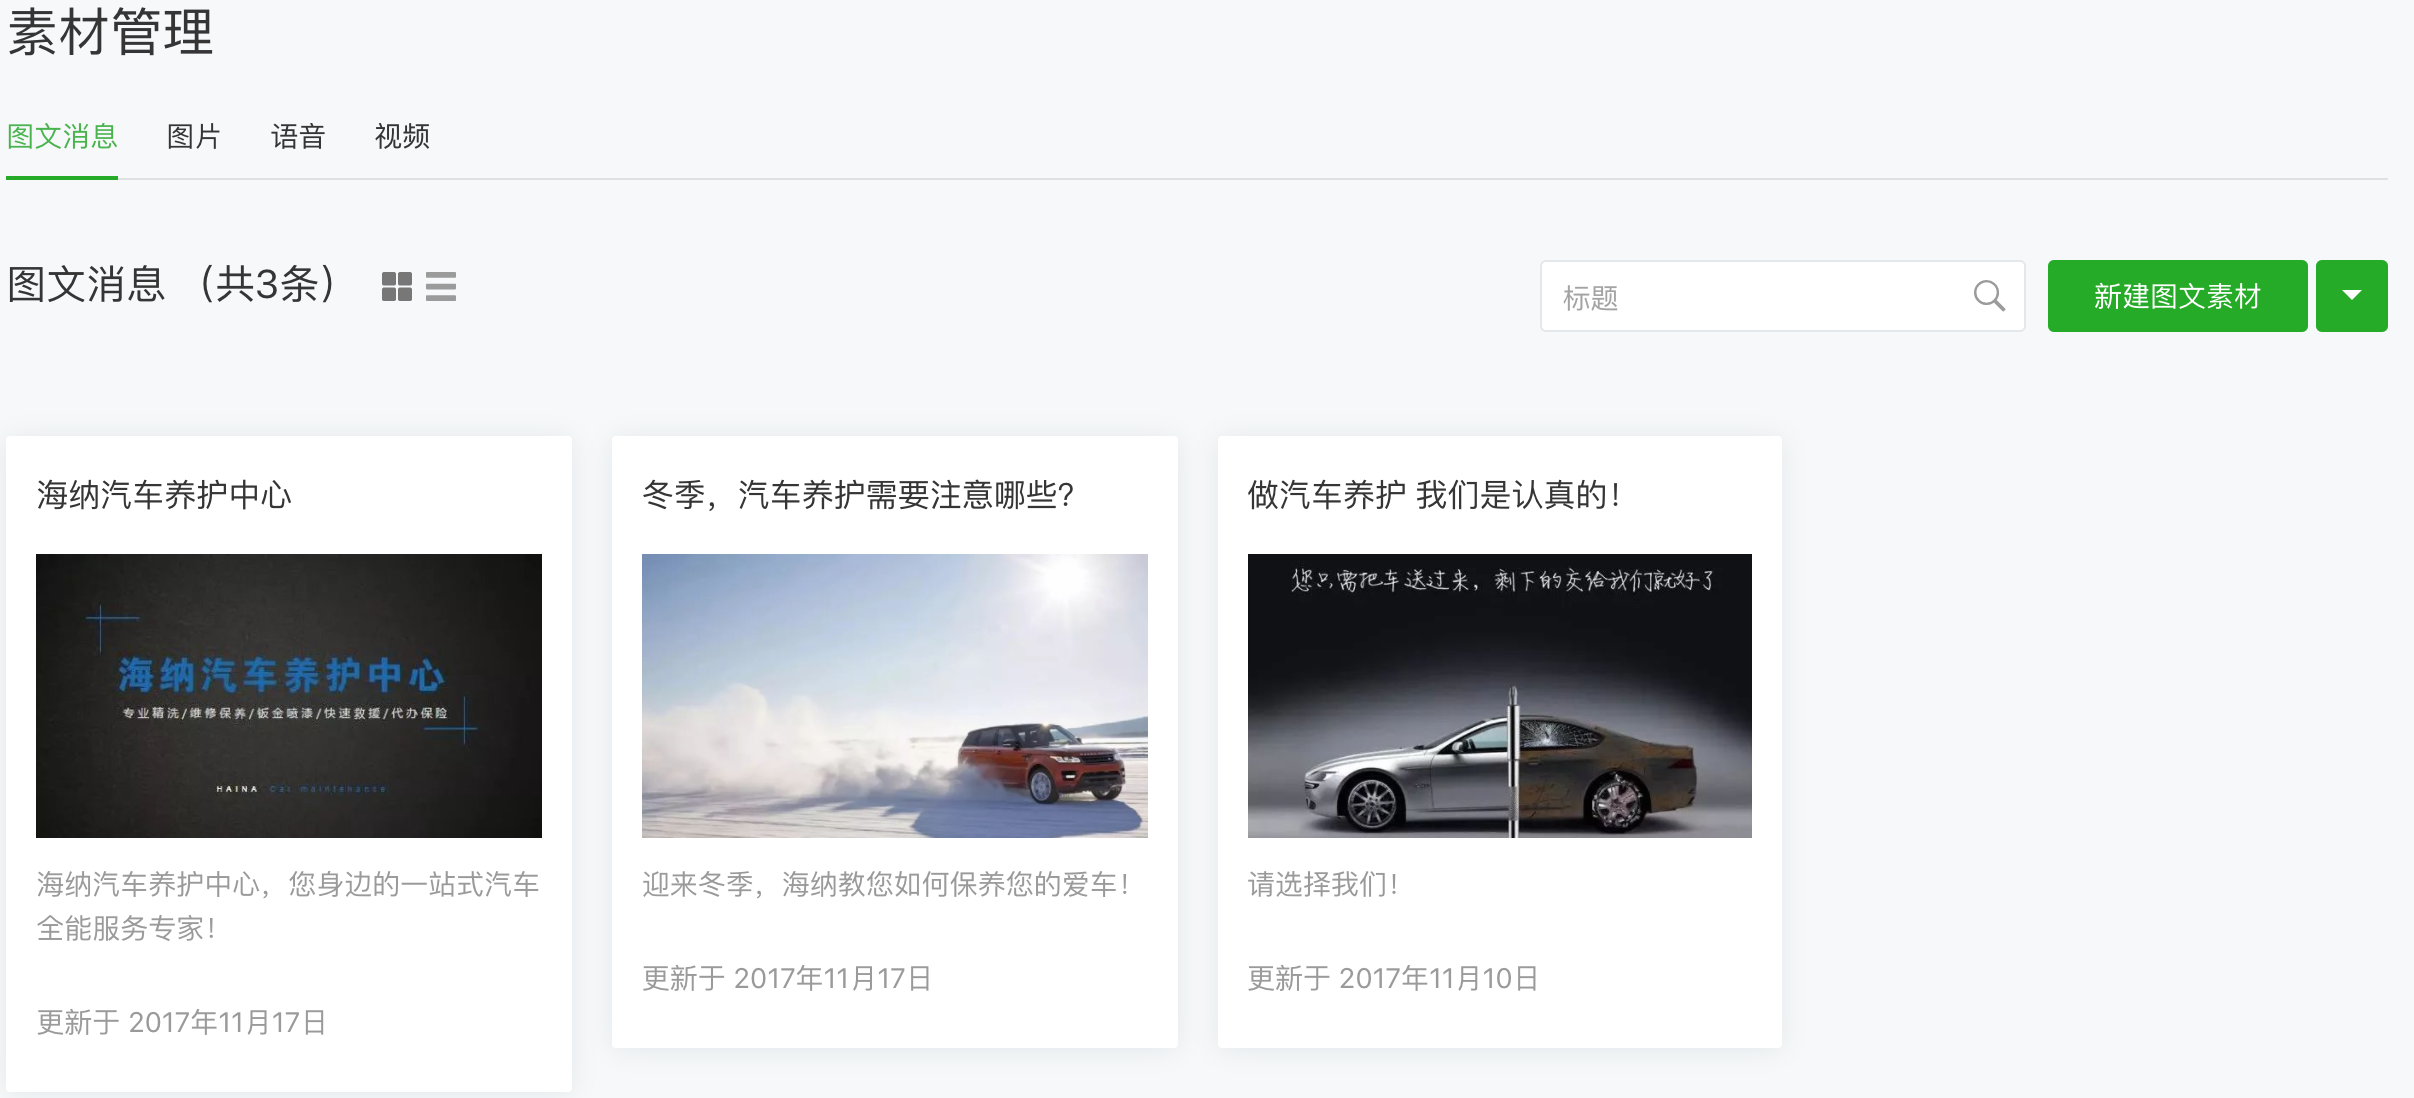 素材管理
图文消息 图片 语音 视频
图文消息 （共3条）
标题
新建图文素材
海纳汽车养护中心
海纳汽车养护中心
专业精洗/维修保养/钣金喷漆/快速救援/代办保险
HAINA Car maintenance
海纳汽车养护中心，您身边的一站式汽车
全能服务专家！
更新于 2017年11月17日
冬季，汽车养护需要注意哪些?
迎来冬季，海纳教您如何保养您的爱车！
更新于 2017年11月17日
做汽车养护 我们是认真的！
您只需把车送过来，剩下的交给我们就好了
请选择我们！
更新于 2017年11月10日